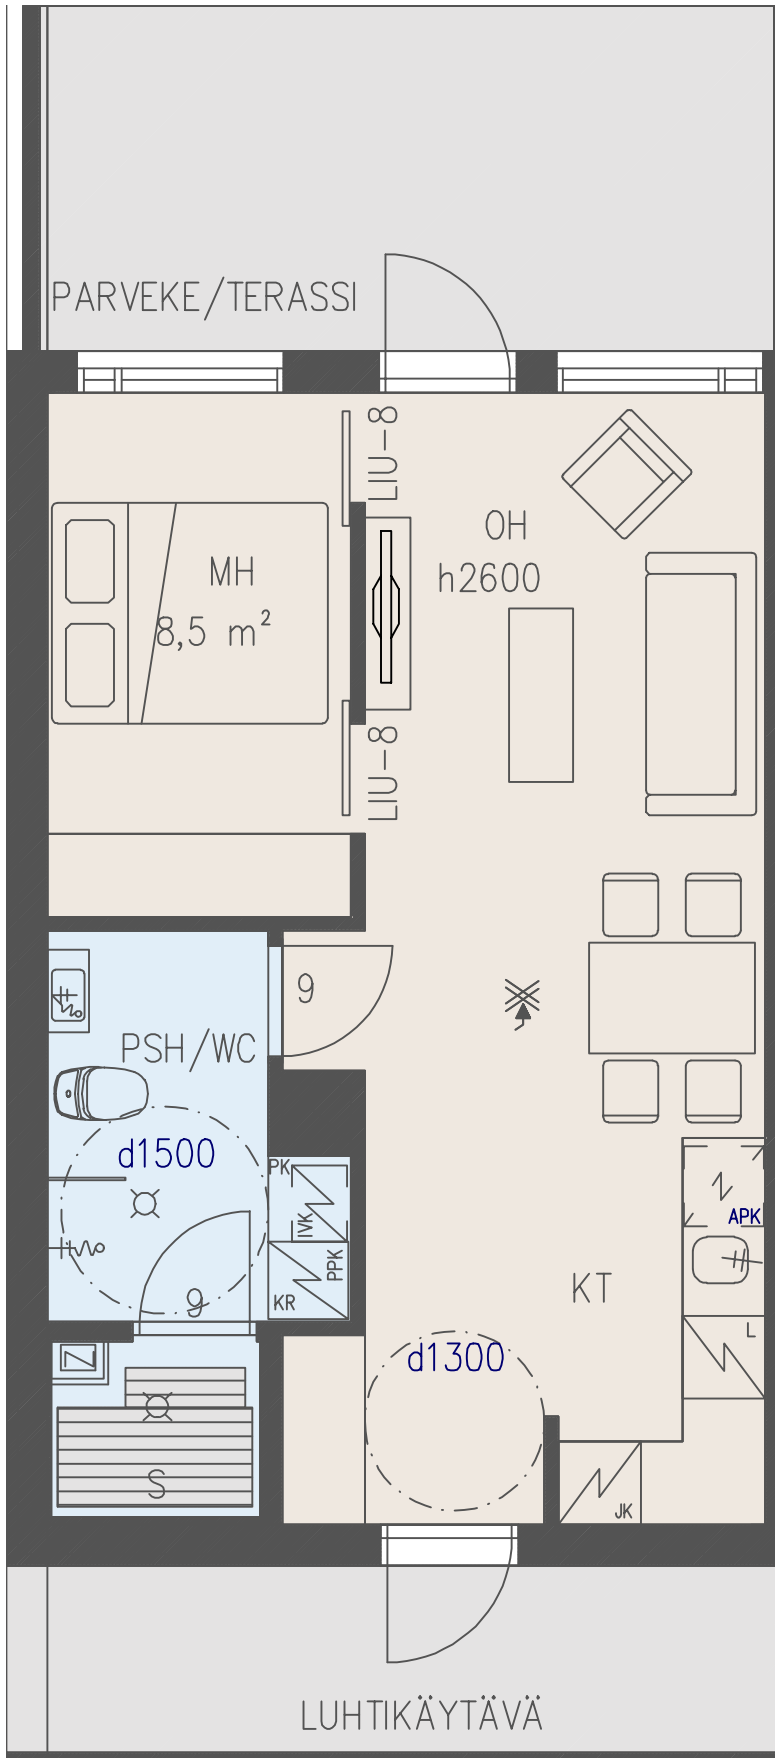 PARVEKE/TERASSI
LIU-8
OH
h2600
MH
8,5 m²
LIU-8
9
PSH/WC
d1500
PK
IVK
PPK
KR
APK
9
KT
L
d1300
S
JK
LUHTIKÄYTÄVÄ